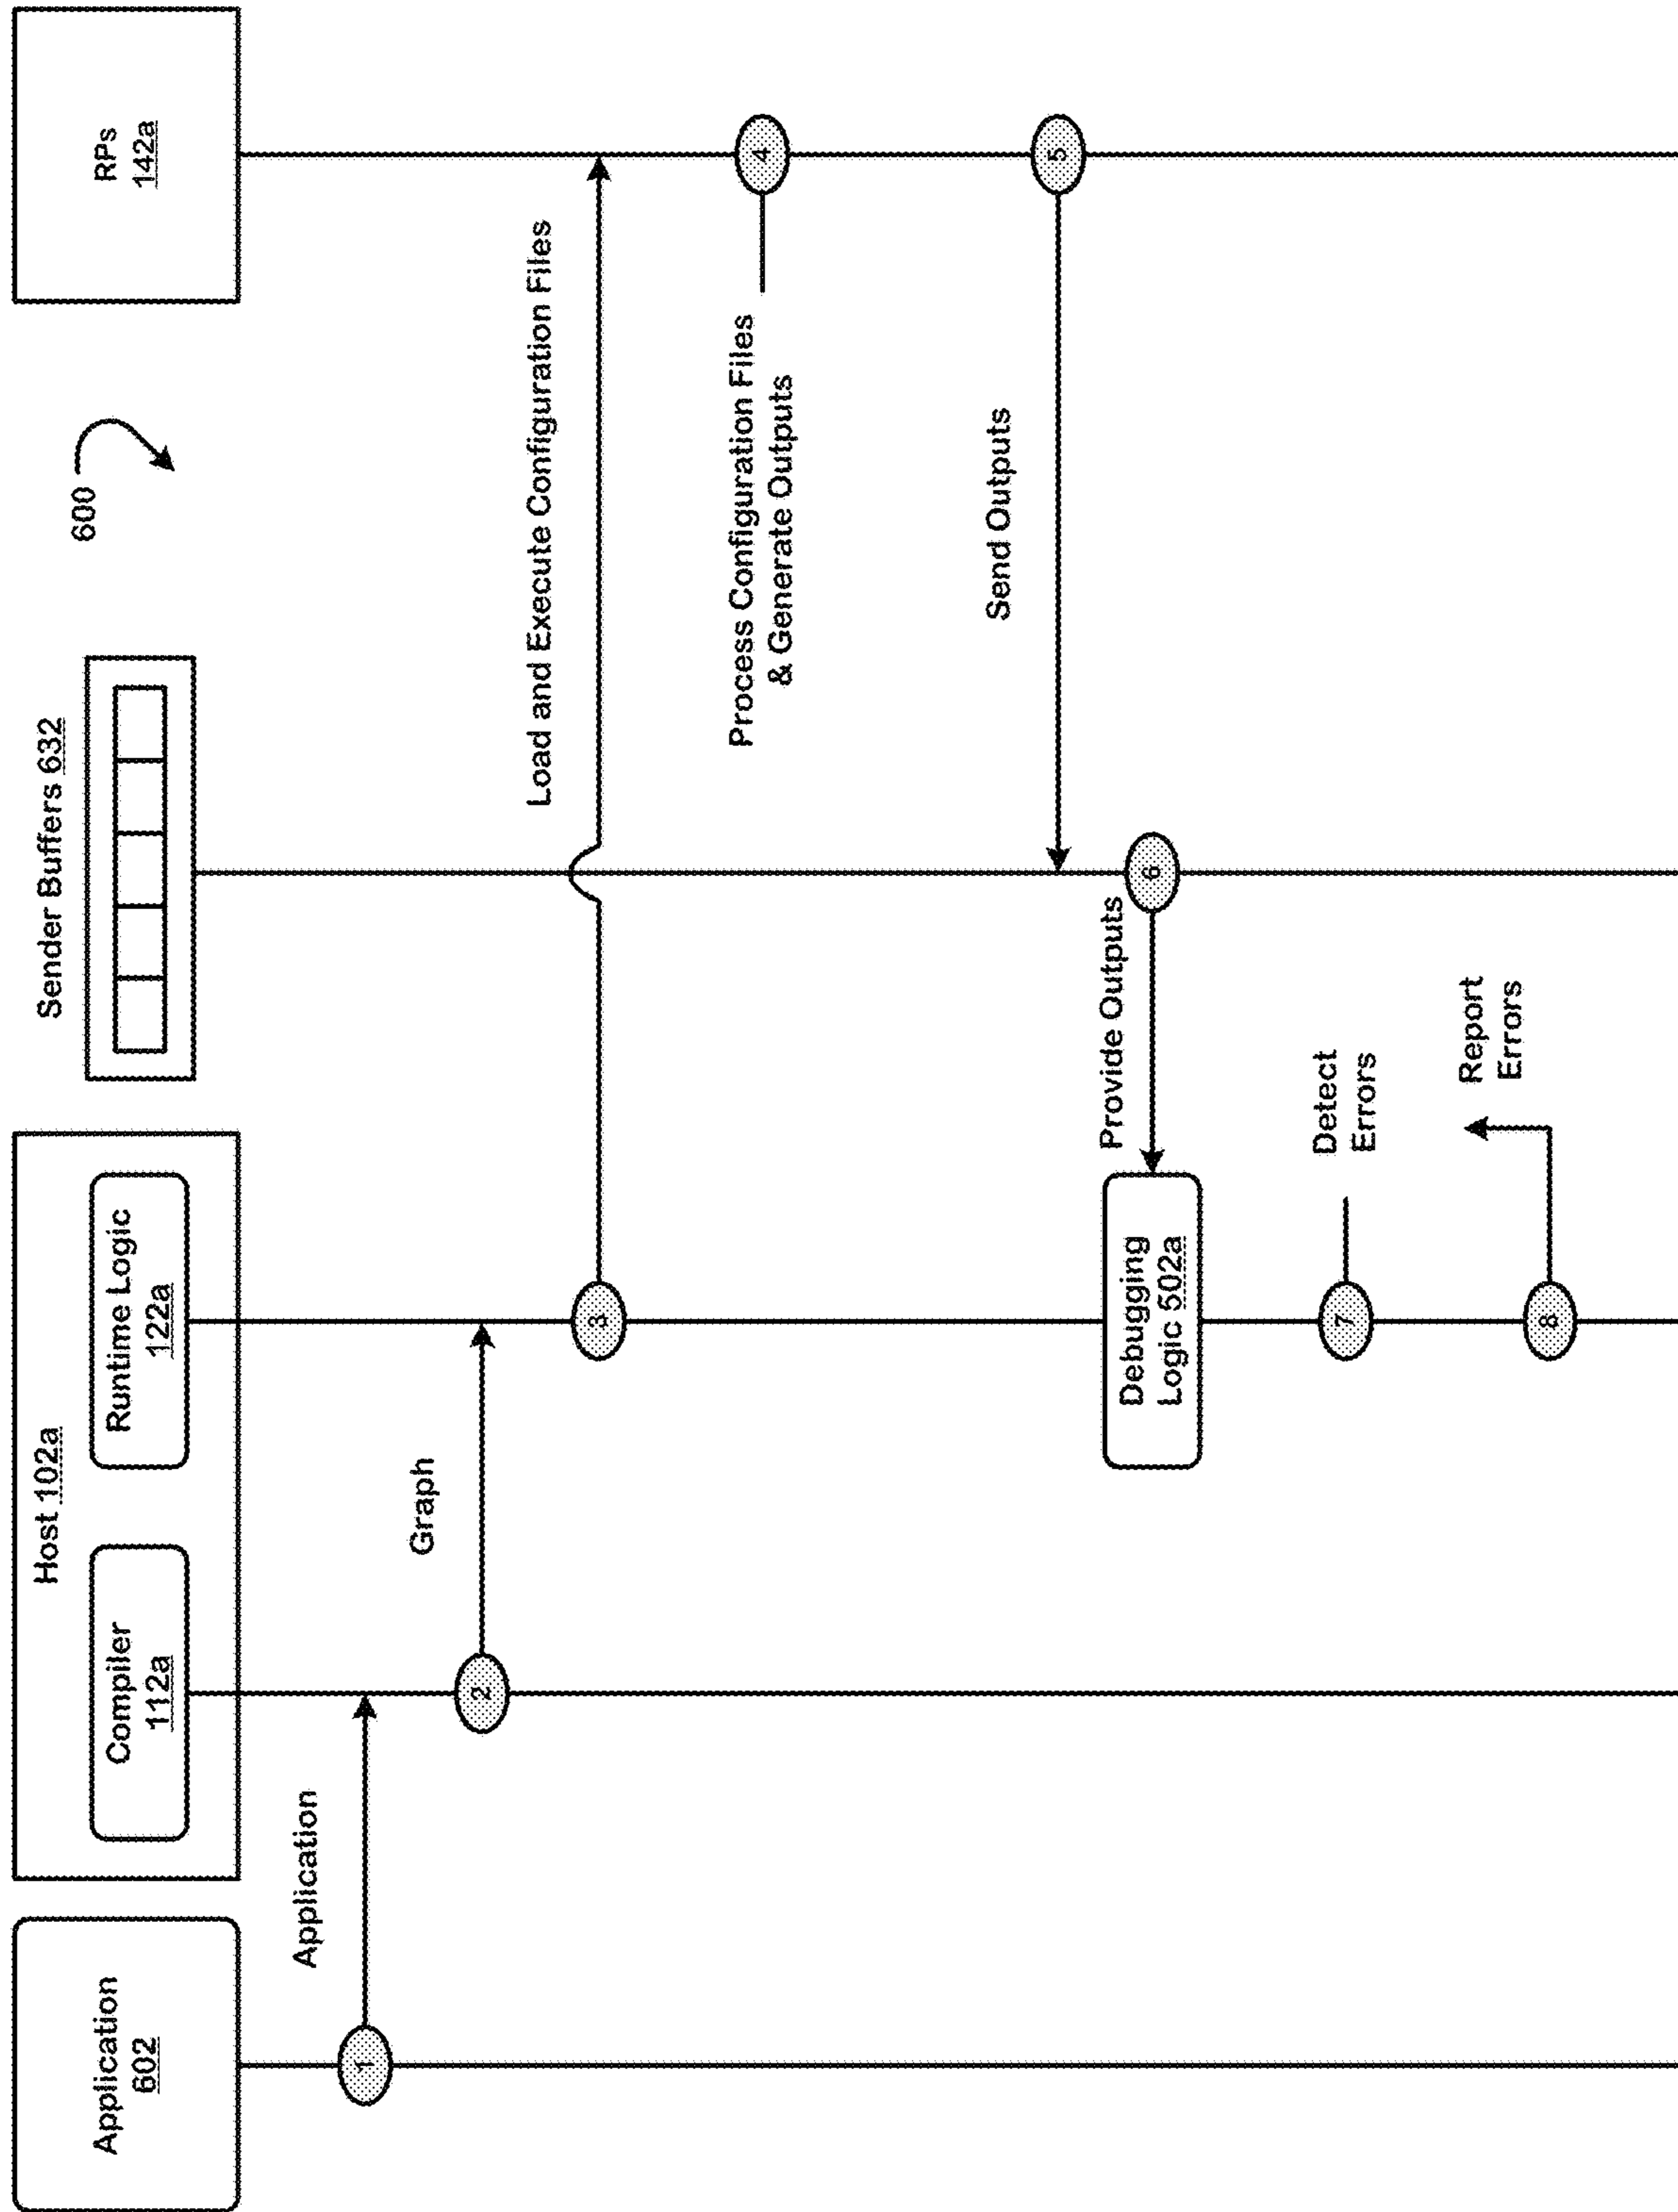 Application
602
Host 102a
Compiler
112a
Runtime Logic
122a
Sender Buffers 632
600
RPs
142a
Application
1
Graph
2
Load and Execute Configuration Files
3
4
Process Configuration Files
& Generate Outputs
Send Outputs
5
Provide Outputs
6
Debugging
Logic 502a
Detect
Errors
7
Report
Errors
8